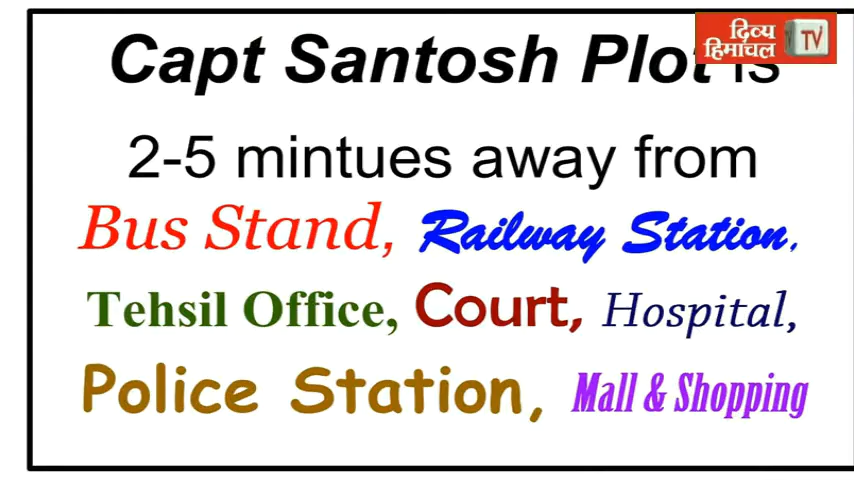 दिव्य
हिमाचल TV
Capt Santosh Plot is
2-5 mintues away from
Bus Stand, Railway Station,
Tehsil Office, Court, Hospital,
Police Station, Mall & Shopping